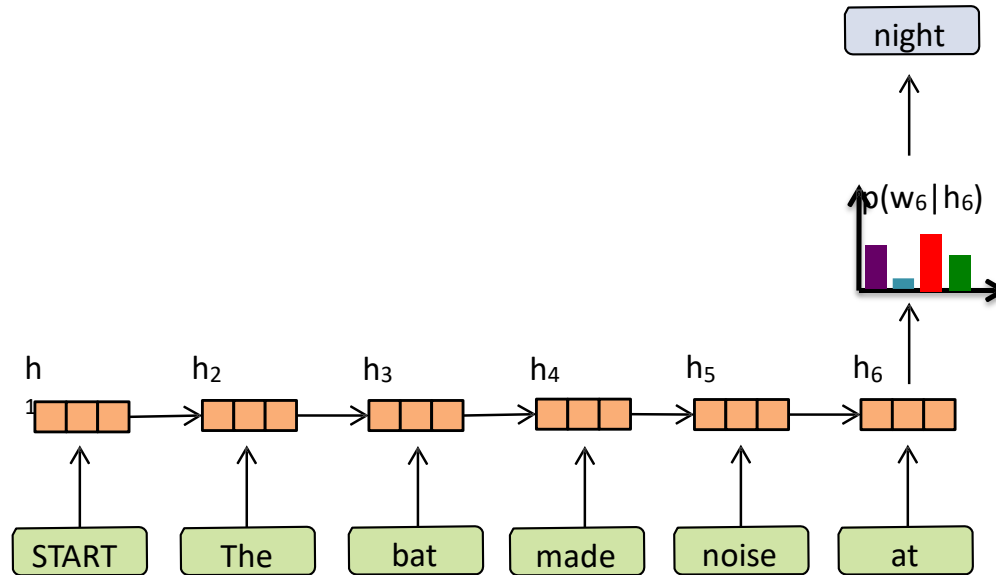 night
p(w₆|h₆)
h₁ h₂ h₃ h₄ h₅ h₆
START The bat made noise at